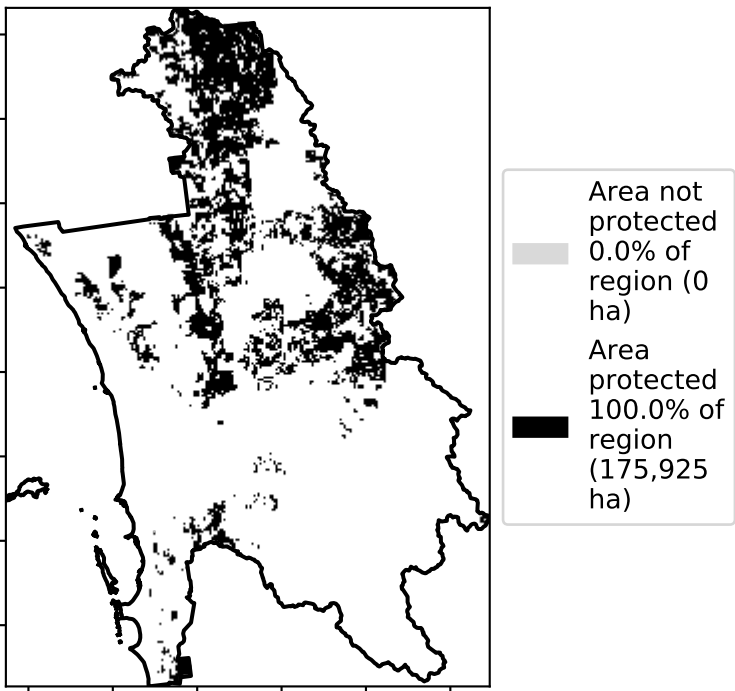 Area not
protected
0.0% of
region (0
ha)
Area
protected
100.0% of
region
(175,925
ha)